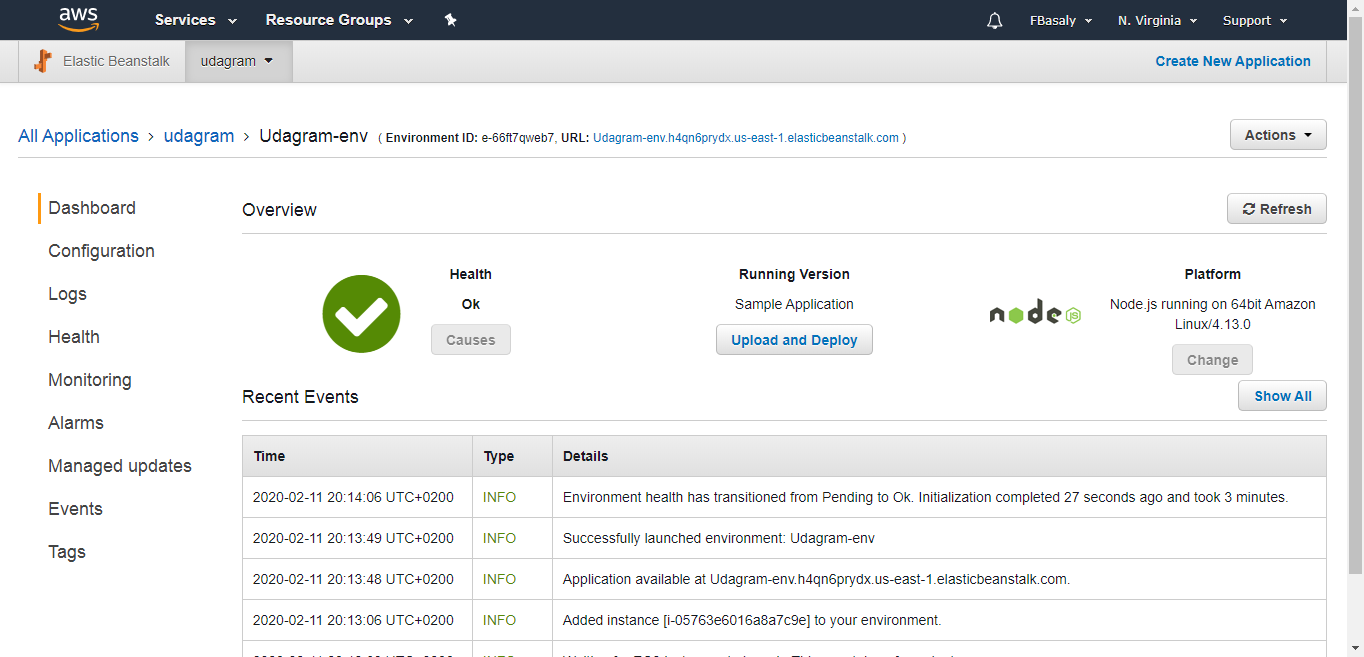 aws Services Resource Groups FBasaly N. Virginia Support
Elastic Beanstalk udagram Create New Application
All Applications > udagram > Udagram-env ( Environment ID: e-66ft7qweb7, URL: Udagram-env.h4qn6prydx.us-east-1.elasticbeanstalk.com ) Actions
Dashboard
Configuration
Logs
Health
Monitoring
Alarms
Managed updates
Events
Tags
Overview Refresh
Health
Ok
Causes
Running Version
Sample Application
Upload and Deploy
node JS
Platform
Node.js running on 64bit Amazon
Linux/4.13.0
Change
Recent Events Show All
Time Type Details
2020-02-11 20:14:06 UTC+0200 INFO Environment health has transitioned from Pending to Ok. Initialization completed 27 seconds ago and took 3 minutes.
2020-02-11 20:13:49 UTC+0200 INFO Successfully launched environment: Udagram-env
2020-02-11 20:13:48 UTC+0200 INFO Application available at Udagram-env.h4qn6prydx.us-east-1.elasticbeanstalk.com.
2020-02-11 20:13:06 UTC+0200 INFO Added instance [i-05763e6016a8a7c9e] to your environment.